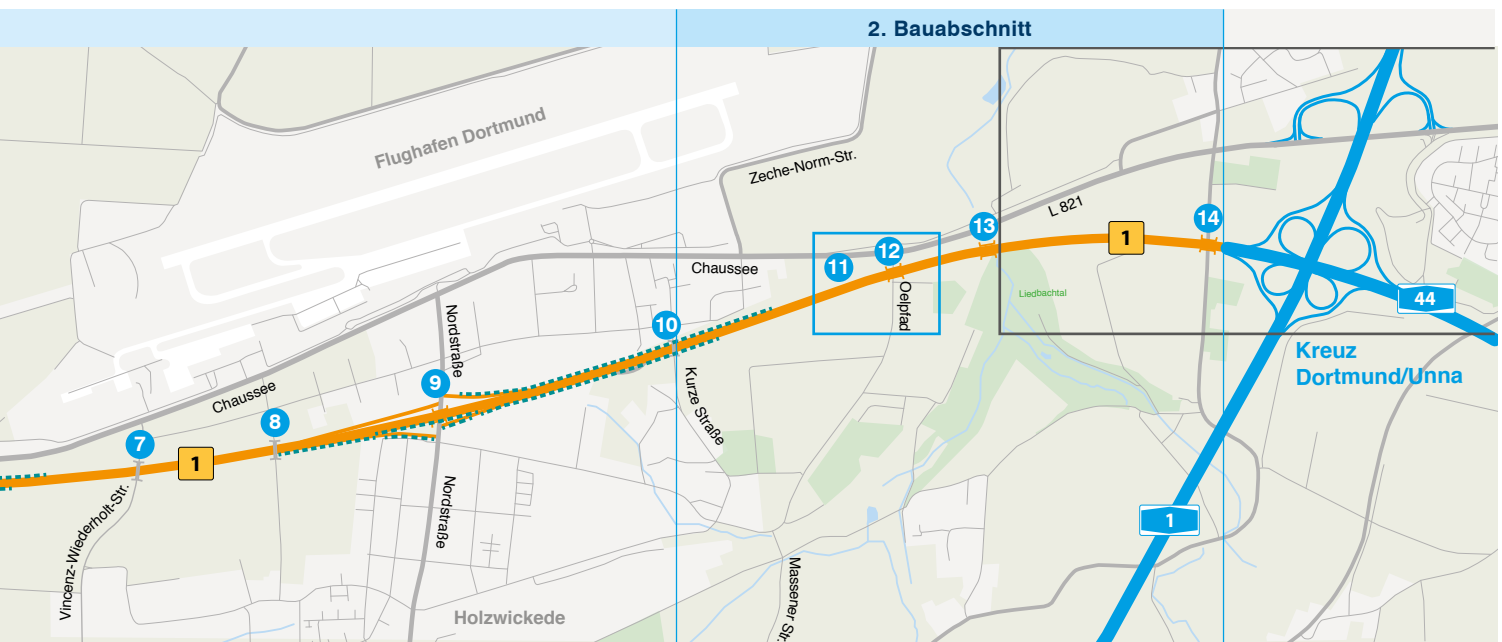 2. Bauabschnitt
Flughafen Dortmund
Zeche-Norm-Str.
L 821
13
14
1
12
11
Chaussee
Oelpfad
Liedbachtal
44
Kreuz
Dortmund/Unna
Nordstraße
10
9
Kurze Straße
Chaussee
8
7
1
Vincenz-Wiederholt-Str.
Nordstraße
1
Massener Str.
Holzwickede